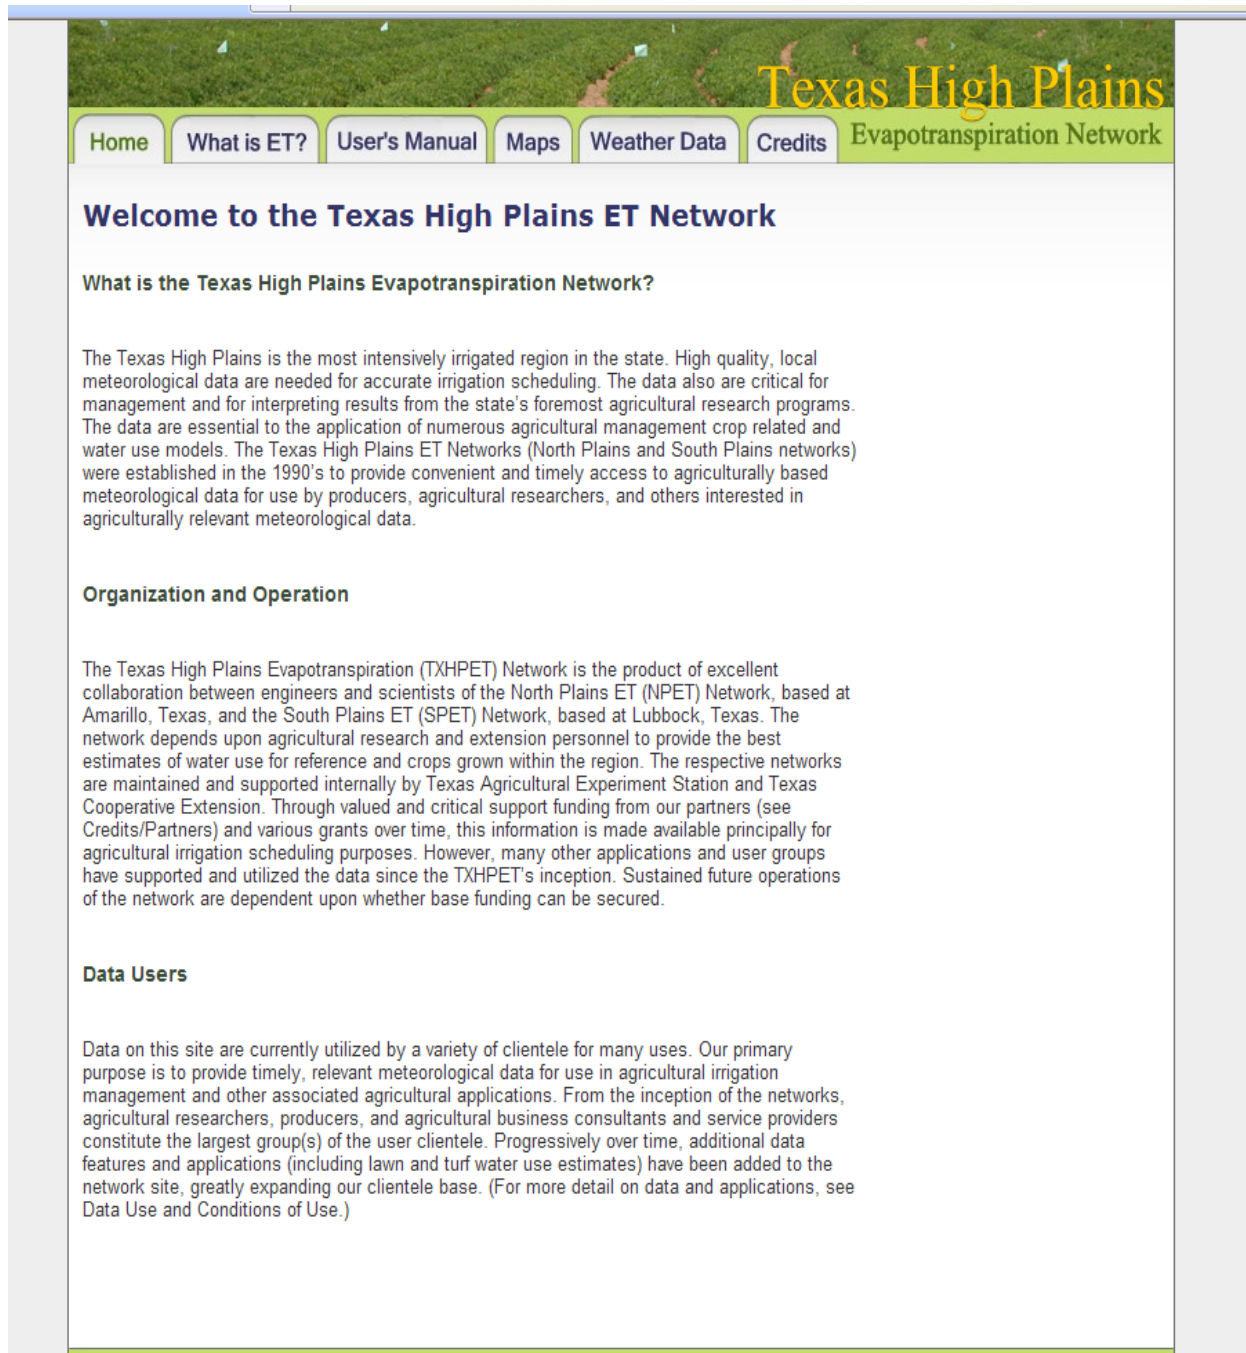 Texas High Plains
Evapotranspiration Network
Home
What is ET?
User's Manual
Maps
Weather Data
Credits
Welcome to the Texas High Plains ET Network
What is the Texas High Plains Evapotranspiration Network?
The Texas High Plains is the most intensively irrigated region in the state. High quality, local
meteorological data are needed for accurate irrigation scheduling. The data also are critical for
management and for interpreting results from the state’s foremost agricultural research programs.
The data are essential to the application of numerous agricultural management crop related and
water use models. The Texas High Plains ET Networks (North Plains and South Plains networks)
were established in the 1990’s to provide convenient and timely access to agriculturally based
meteorological data for use by producers, agricultural researchers, and others interested in
agriculturally relevant meteorological data.
Organization and Operation
The Texas High Plains Evapotranspiration (TXHPET) Network is the product of excellent
collaboration between engineers and scientists of the North Plains ET (NPET) Network, based at
Amarillo, Texas, and the South Plains ET (SPET) Network, based at Lubbock, Texas. The
network depends upon agricultural research and extension personnel to provide the best
estimates of water use for reference and crops grown within the region. The respective networks
are maintained and supported internally by Texas Agricultural Experiment Station and Texas
Cooperative Extension. Through valued and critical support funding from our partners (see
Credits/Partners) and various grants over time, this information is made available principally for
agricultural irrigation scheduling purposes. However, many other applications and user groups
have supported and utilized the data since the TXHPET’s inception. Sustained future operations
of the network are dependent upon whether base funding can be secured.
Data Users
Data on this site are currently utilized by a variety of clientele for many uses. Our primary
purpose is to provide timely, relevant meteorological data for use in agricultural irrigation
management and other associated agricultural applications. From the inception of the networks,
agricultural researchers, producers, and agricultural business consultants and service providers
constitute the largest group(s) of the user clientele. Progressively over time, additional data
features and applications (including lawn and turf water use estimates) have been added to the
network site, greatly expanding our clientele base. (For more detail on data and applications, see
Data Use and Conditions of Use.)